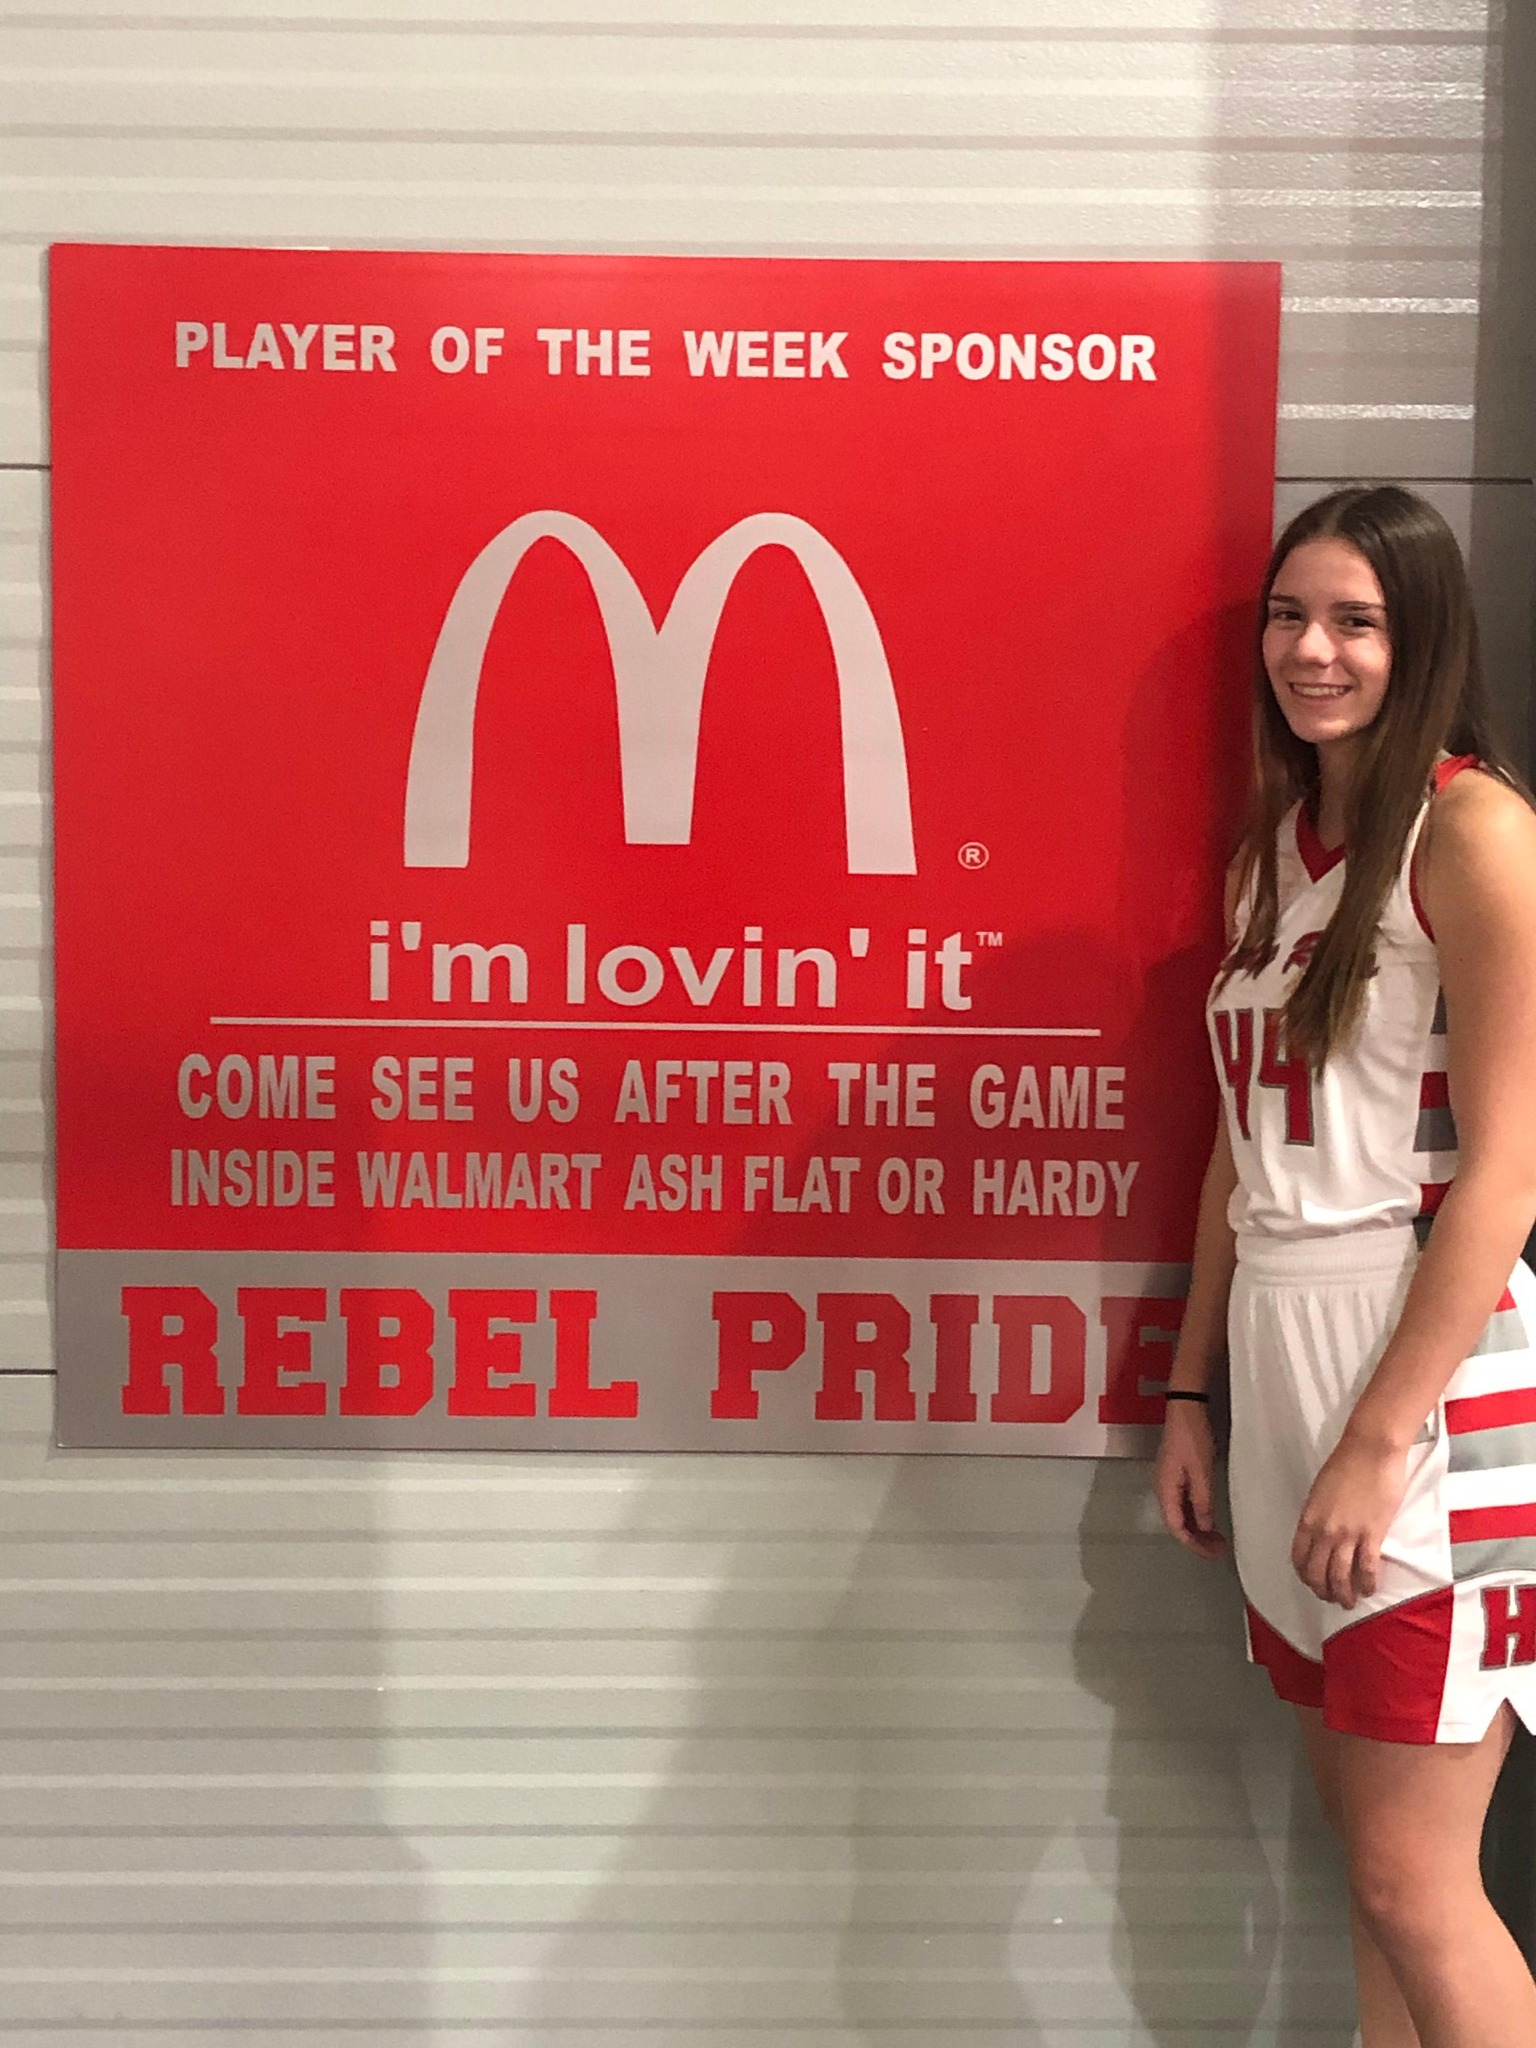 PLAYER OF THE WEEK SPONSOR
M ®
i'm lovin' it™
COME SEE US AFTER THE GAME
INSIDE WALMART ASH FLAT OR HARDY
REBEL PRIDE
44
H